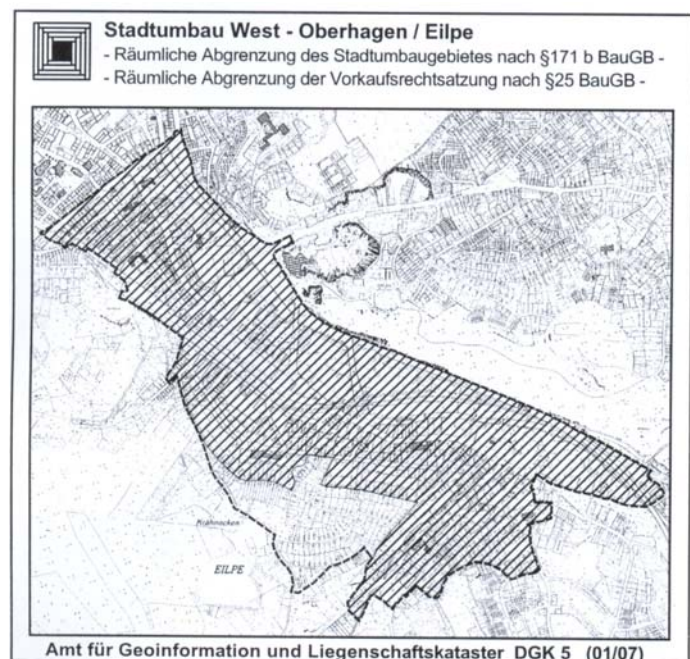 Stadtumbau West - Oberhagen / Eilpe
- Räumliche Abgrenzung des Stadtumbaugebietes nach §171 b BauGB -
- Räumliche Abgrenzung der Vorkaufsrechtsatzung nach §25 BauGB -
EILPE
Amt für Geoinformation und Liegenschaftskataster DGK 5 (01/07)